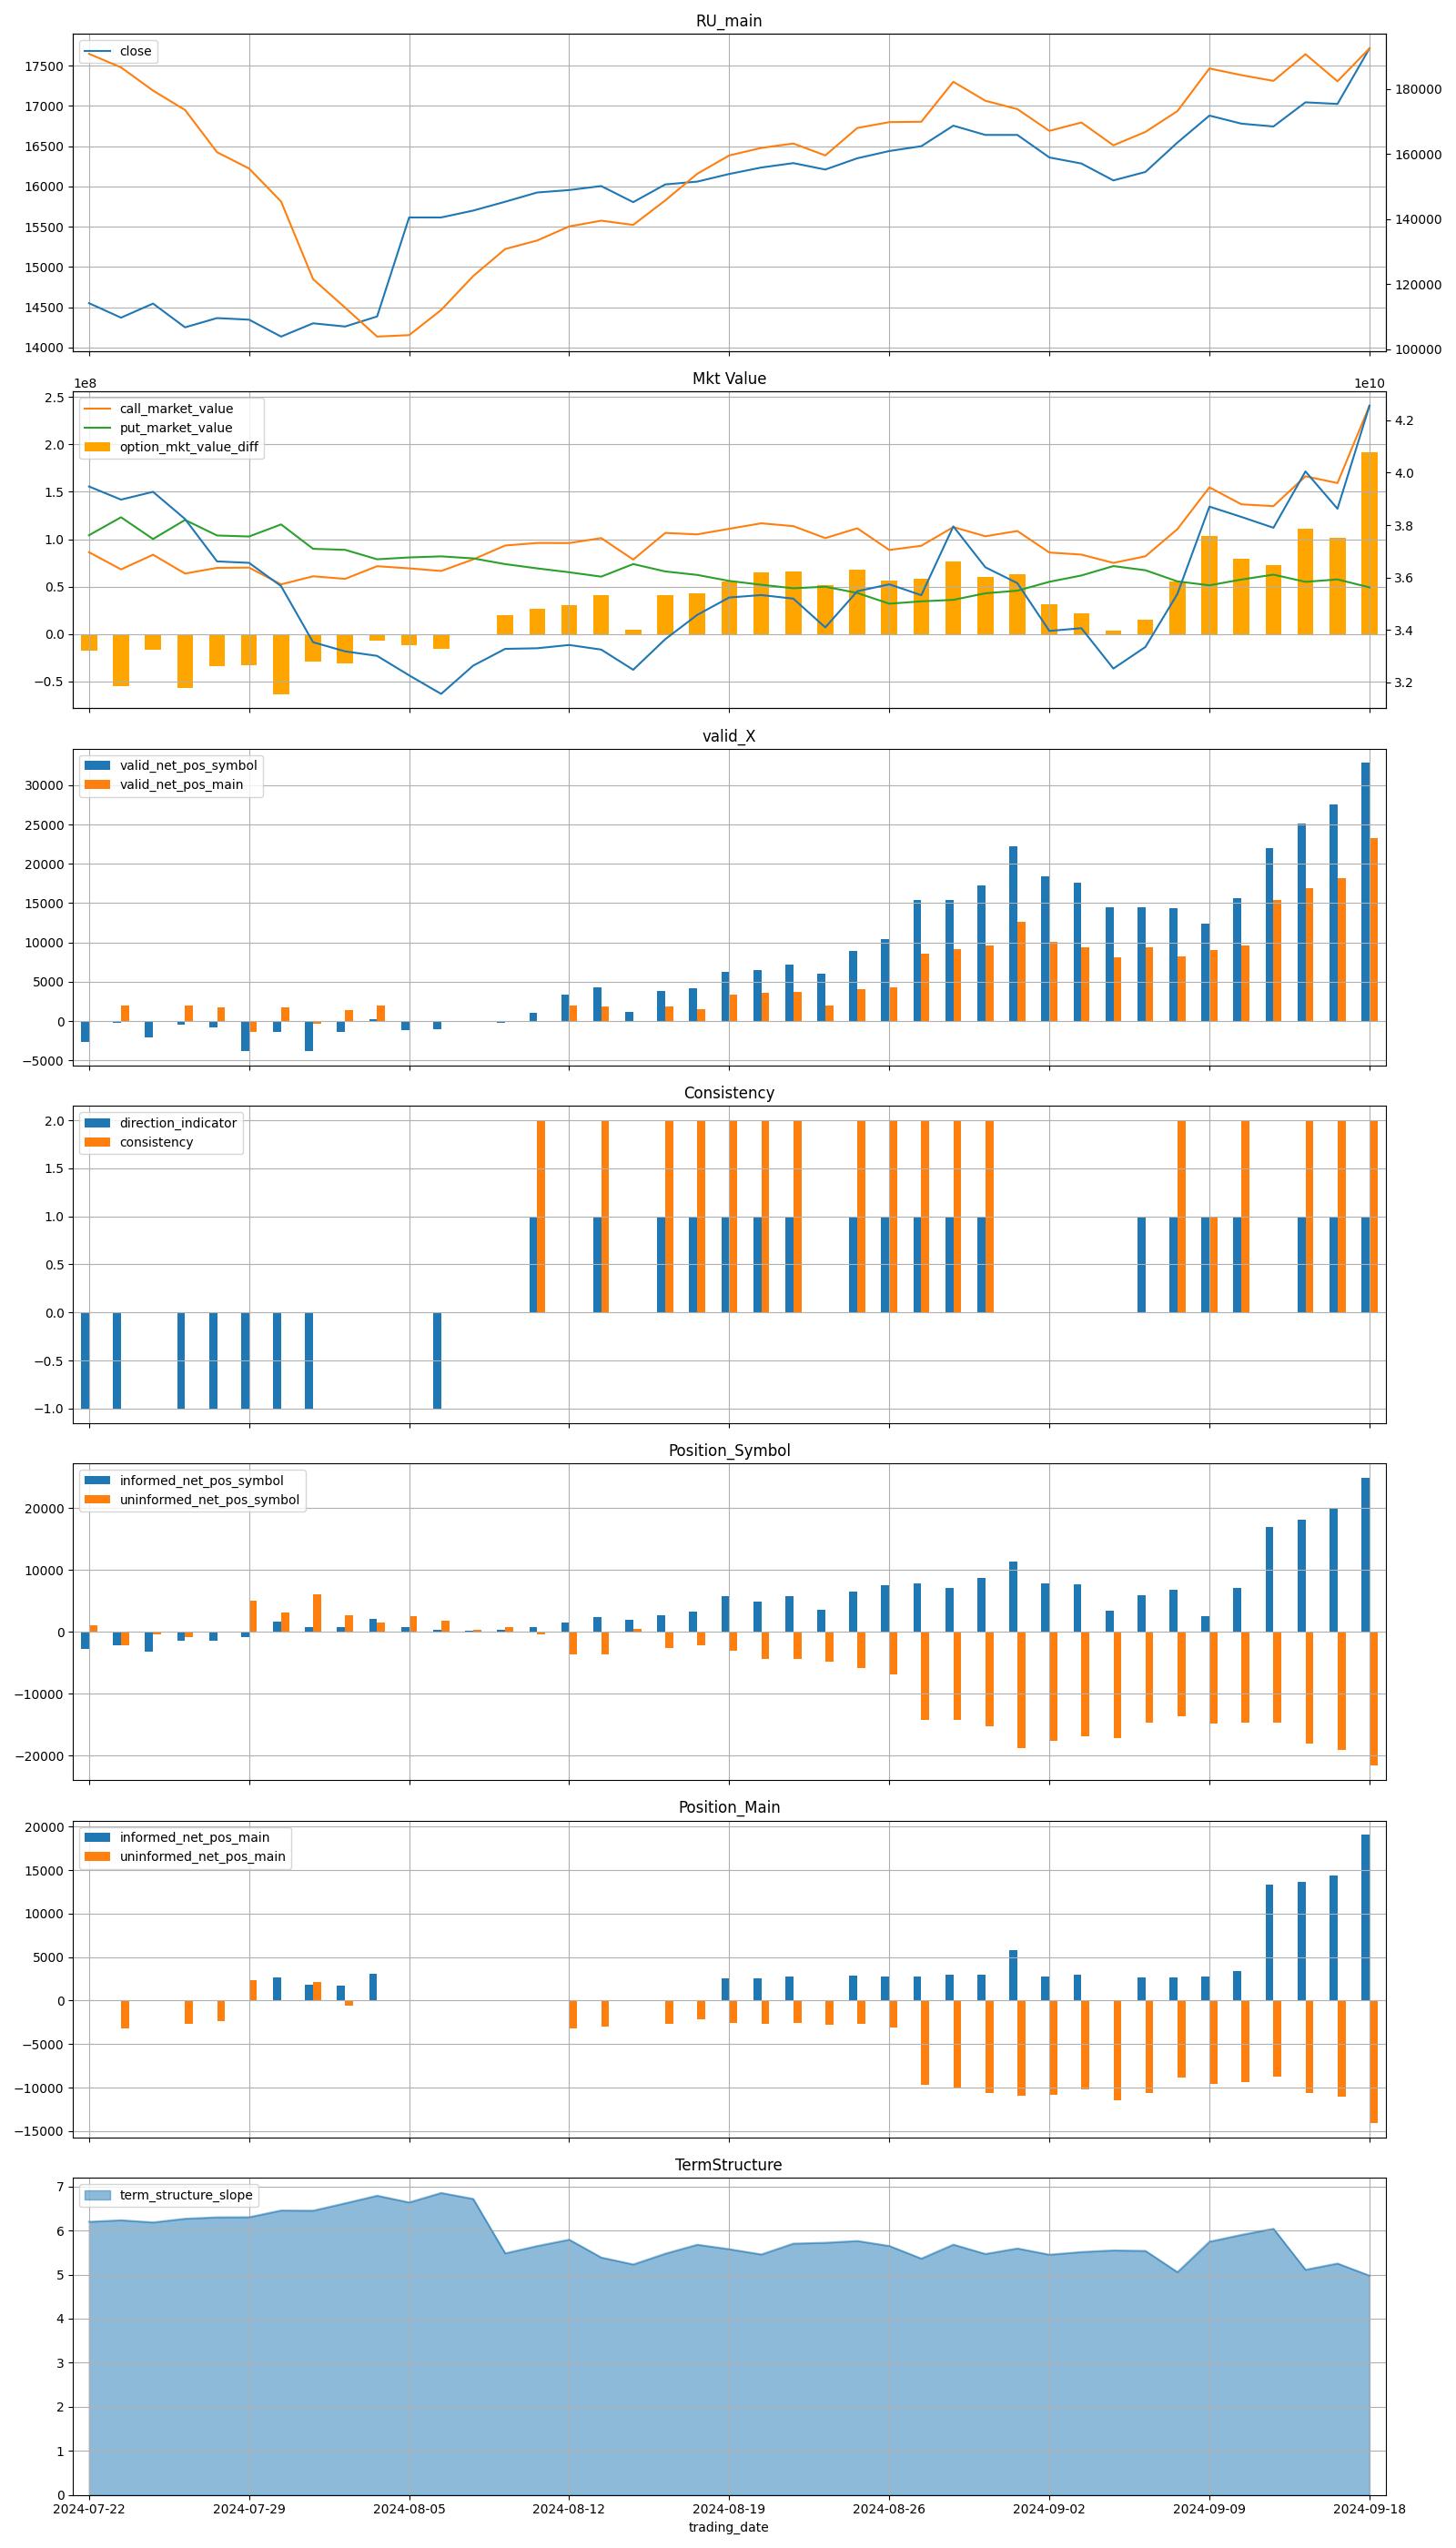 RU_main
close
17500
17000
16500
16000
15500
15000
14500
14000
180000
160000
140000
120000
100000
Mkt Value
1e8
1e10
call_market_value
put_market_value
option_mkt_value_diff
2.5
2.0
1.5
1.0
0.5
0.0
−0.5
4.2
4.0
3.8
3.6
3.4
3.2
valid_X
valid_net_pos_symbol
valid_net_pos_main
30000
25000
20000
15000
10000
5000
0
−5000
Consistency
direction_indicator
consistency
2.0
1.5
1.0
0.5
0.0
−0.5
−1.0
Position_Symbol
informed_net_pos_symbol
uninformed_net_pos_symbol
20000
10000
0
−10000
−20000
Position_Main
informed_net_pos_main
uninformed_net_pos_main
20000
15000
10000
5000
0
−5000
−10000
−15000
TermStructure
term_structure_slope
7
6
5
4
3
2
1
0
2024-07-22 2024-07-29 2024-08-05 2024-08-12 2024-08-19 2024-08-26 2024-09-02 2024-09-09 2024-09-18
trading_date